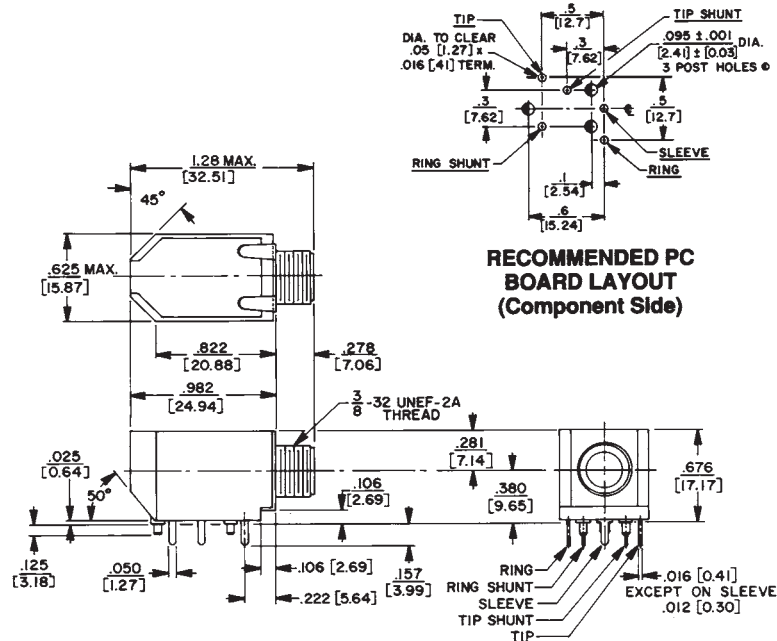 TIP
DIA. TO CLEAR
.05 [1.27] x
.016 [.41] TERM.
.5
[12.7]
.3
[7.62]
TIP SHUNT
.095 ±.001 DIA.
[2.41] ± [0.03]
3 POST HOLES
.3
[7.62]
.5
[12.7]
RING SHUNT
SLEEVE
RING
.1
[2.54]
.6
[15.24]
RECOMMENDED PC
BOARD LAYOUT
(Component Side)
1.28 MAX.
[32.51]
45°
.625 MAX.
[15.87]
.822
[20.88]
.278
[7.06]
.982
[24.94]
3/8-32 UNEF-2A
THREAD
.025
[0.64]
50°
.125
[3.18]
.050
[1.27]
.106
[2.69]
.106 [2.69]
.222 [5.64]
.157
[3.99]
.281
[7.14]
.380
[9.65]
.676
[17.17]
RING
RING SHUNT
SLEEVE
TIP SHUNT
TIP
.016 [0.41]
EXCEPT ON SLEEVE
.012 [0.30]